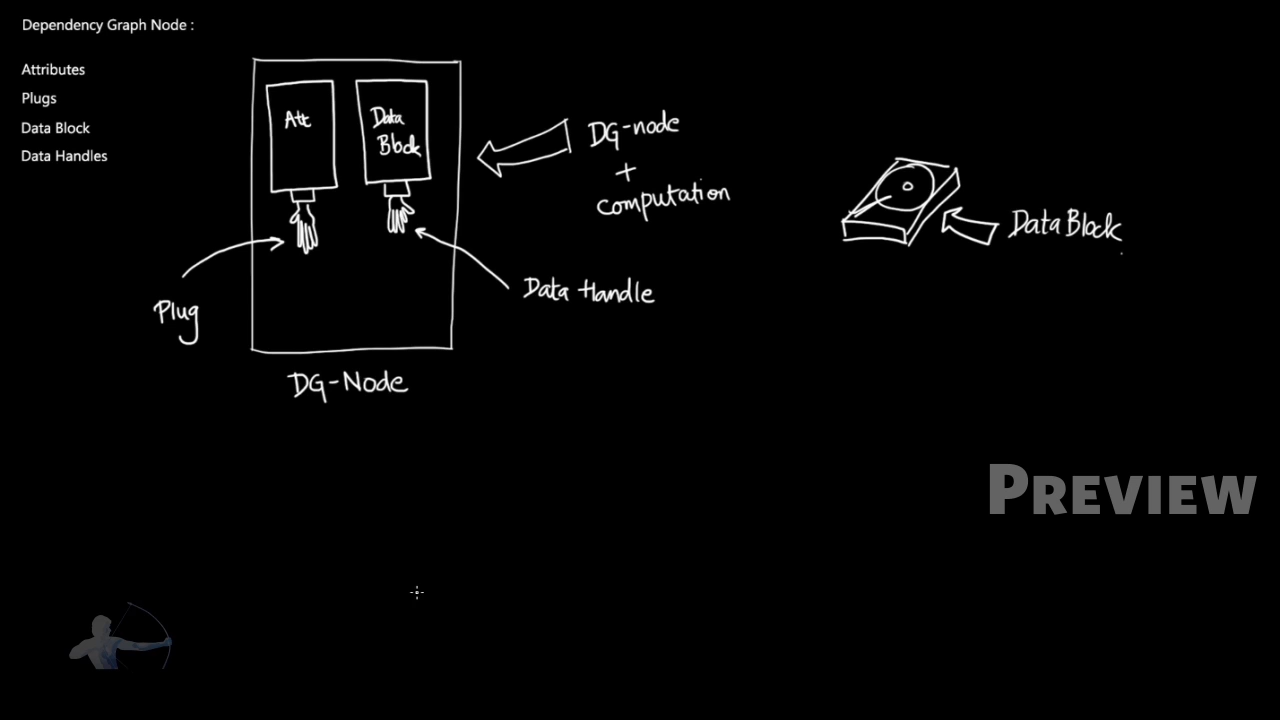 Dependency Graph Node :
Attributes
Plugs
Data Block
Data Handles
Att
Data
Block
Plug
Data Handle
DG-Node
DG-node
+
computation
Data Block
PREVIEW